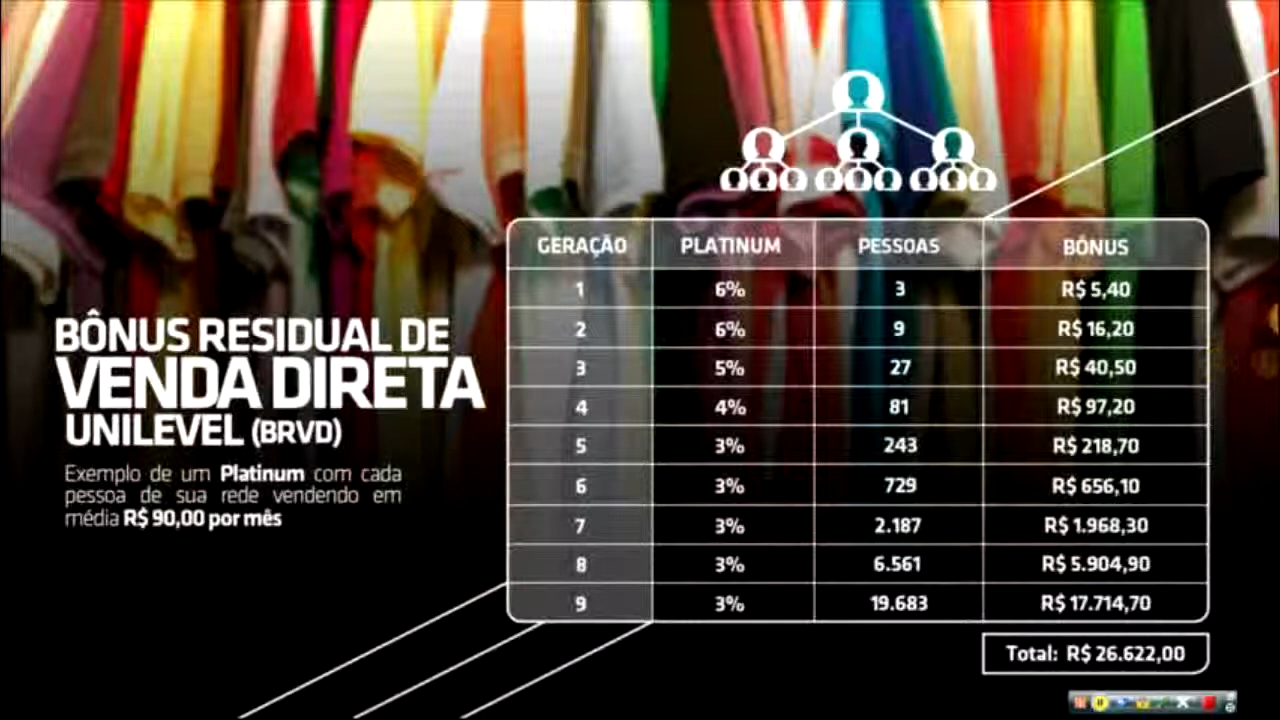 BÔNUS RESIDUAL DE
VENDA DIRETA
UNILEVEL (BRVD)
Exemplo de um Platinum com cada
pessoa de sua rede vendendo em
média R$ 90,00 por mês
GERAÇÃO PLATINUM PESSOAS BÔNUS
1 6% 3 R$ 5,40
2 6% 9 R$ 16,20
3 5% 27 R$ 40,50
4 4% 81 R$ 97,20
5 3% 243 R$ 218,70
6 3% 729 R$ 656,10
7 3% 2.187 R$ 1.968,30
8 3% 6.561 R$ 5.904,90
9 3% 19.683 R$ 17.714,70
Total: R$ 26.622,00